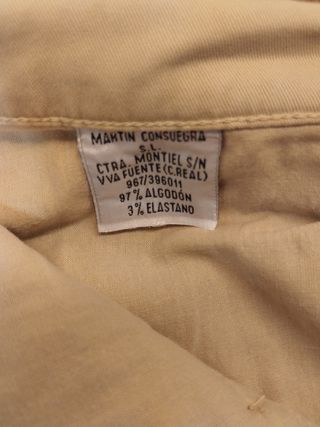 MARTIN CONSUEGRA
S.L.
CTRA. MONTIEL S/N
VVA FUENTE (C.REAL)
967/396011
97% ALGODÓN
3% ELASTANO